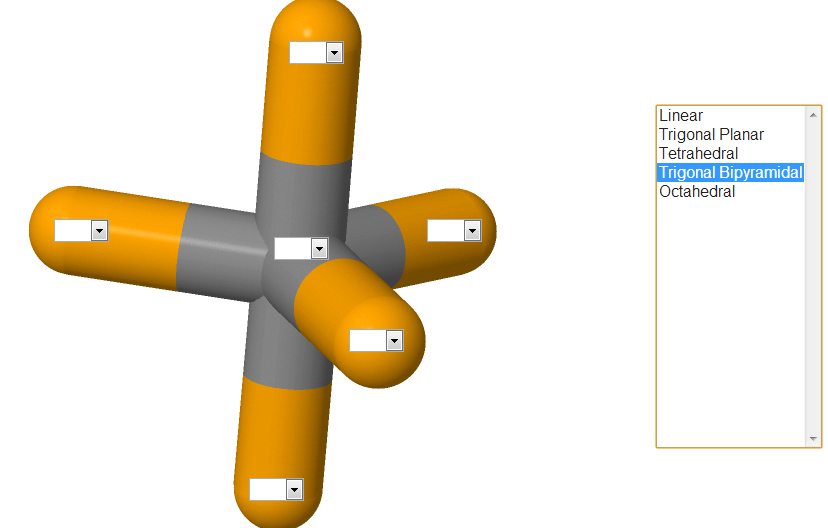 Linear
Trigonal Planar
Tetrahedral
Trigonal Bipyramidal
Octahedral